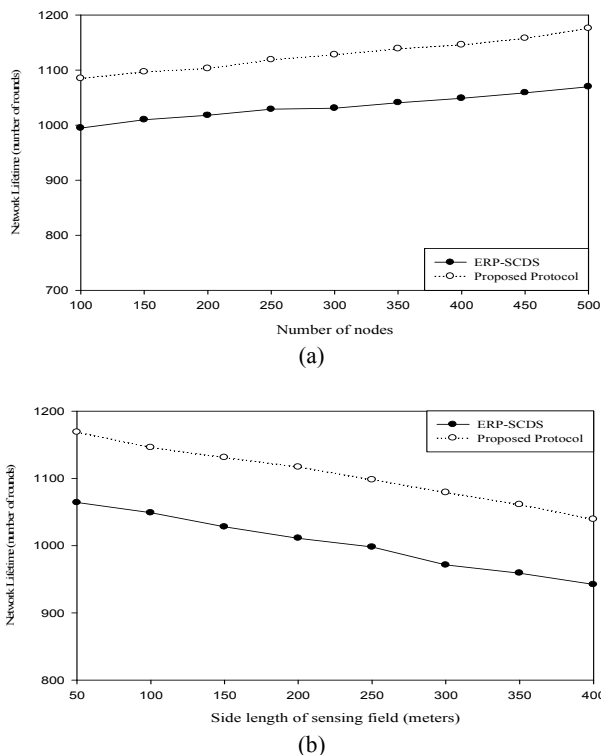 1200
1100
1000
900
800
700
Network Lifetime (number of rounds)
ERP-SCDS
Proposed Protocol
100 150 200 250 300 350 400 450 500
Number of nodes
(a)
1200
1100
1000
900
800
Network Lifetime (number of rounds)
ERP-SCDS
Proposed Protocol
50 100 150 200 250 300 350 400
Side length of sensing field (meters)
(b)